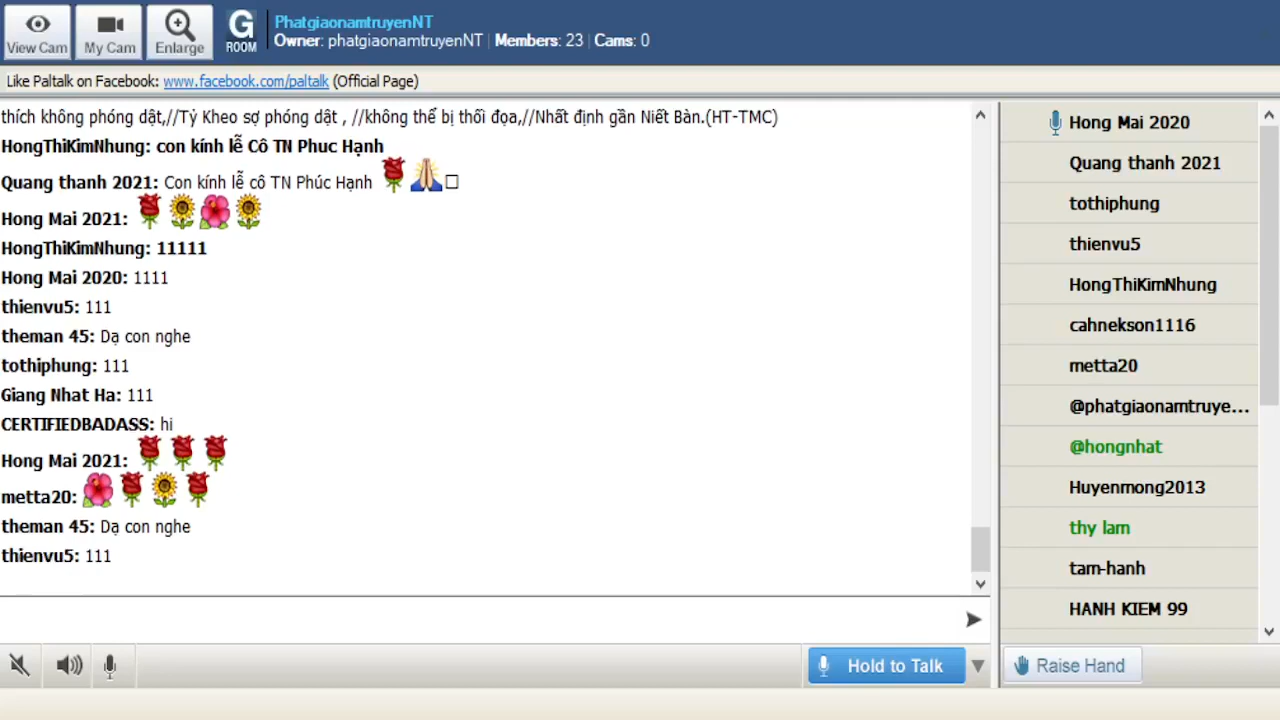 View Cam
My Cam
Enlarge
G
ROOM
PhatgiaonamtruyenNT
Owner: phatgiaonamtruyenNT | Members: 23 | Cams: 0
Like Paltalk on Facebook: www.facebook.com/paltalk (Official Page)
thích không phóng dật,//Tỷ Kheo sợ phóng dật , //không thể bị thối đọa,//Nhất định gần Niết Bàn.(HT-TMC)
HongThiKimNhung: con kính lễ Cô TN Phuc Hạnh
Quang thanh 2021: Con kính lễ cô TN Phúc Hạnh
Hong Mai 2021:
HongThiKimNhung: 11111
Hong Mai 2020: 1111
thienvu5: 111
theman 45: Dạ con nghe
tothiphung: 111
Giang Nhat Ha: 111
CERTIFIEDBADASS: hi
Hong Mai 2021:
metta20:
theman 45: Dạ con nghe
thienvu5: 111
Hold to Talk
Hong Mai 2020
Quang thanh 2021
tothiphung
thienvu5
HongThiKimNhung
cahnekson1116
metta20
@phatgiaonamtruye...
@hongnhat
Huyenmong2013
thy lam
tam-hanh
HANH KIEM 99
Raise Hand